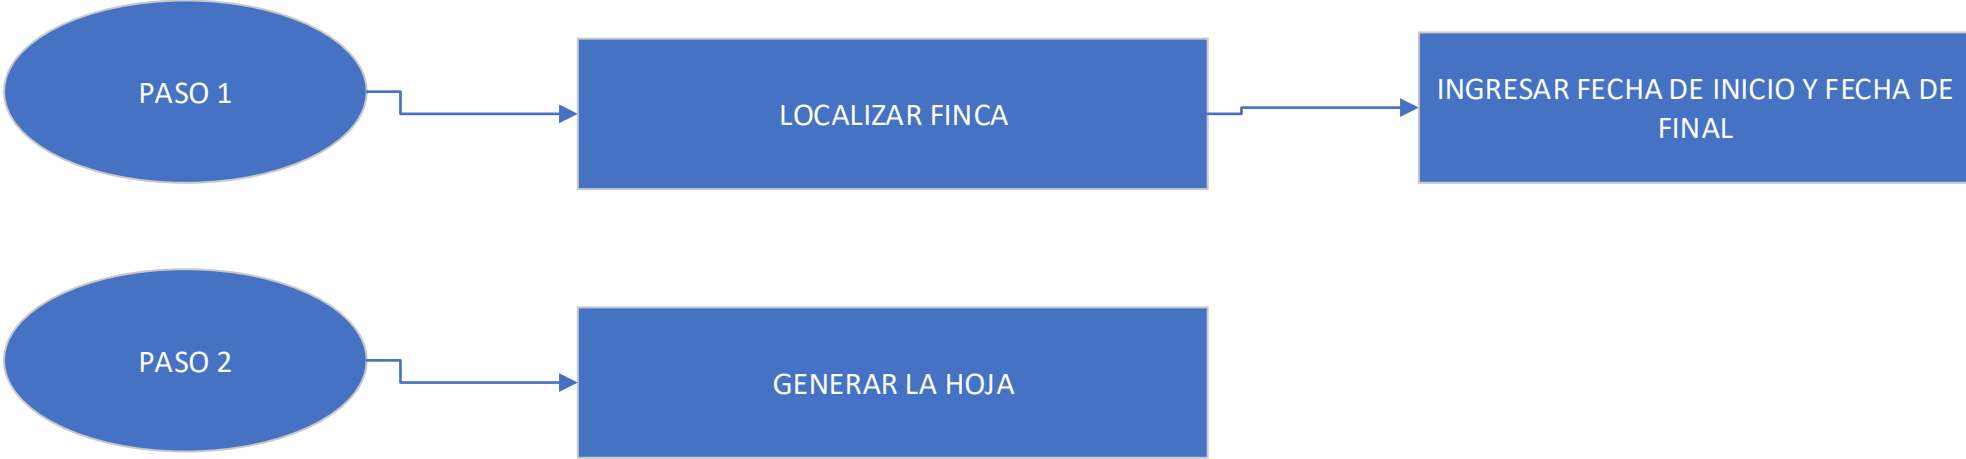 PASO 1
LOCALIZAR FINCA
INGRESAR FECHA DE INICIO Y FECHA DE
FINAL
PASO 2
GENERAR LA HOJA